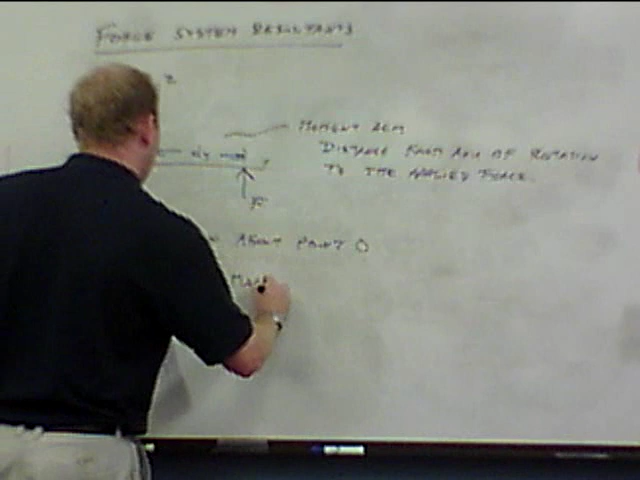 FORCE SYSTEM RESULTANTS
z
MOMENT ARM
DISTANCE FROM AXIS OF ROTATION
TO THE APPLIED FORCE.
F
ABOUT POINT O